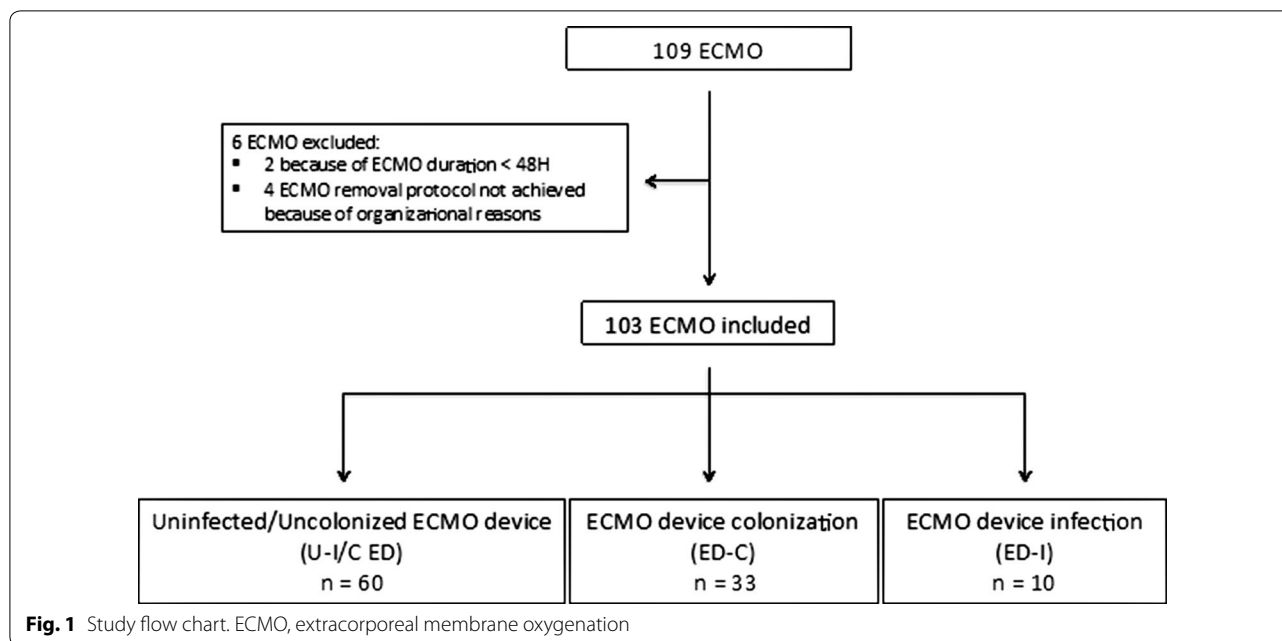 109 ECMO
6 ECMO excluded:
▪ 2 because of ECMO duration < 48H
▪ 4 ECMO removal protocol not achieved
because of organizational reasons
103 ECMO included
Uninfected/Uncolonized ECMO device
(U-I/C ED)
n = 60
ECMO device colonization
(ED-C)
n = 33
ECMO device infection
(ED-I)
n = 10
Fig. 1 Study flow chart. ECMO, extracorporeal membrane oxygenation